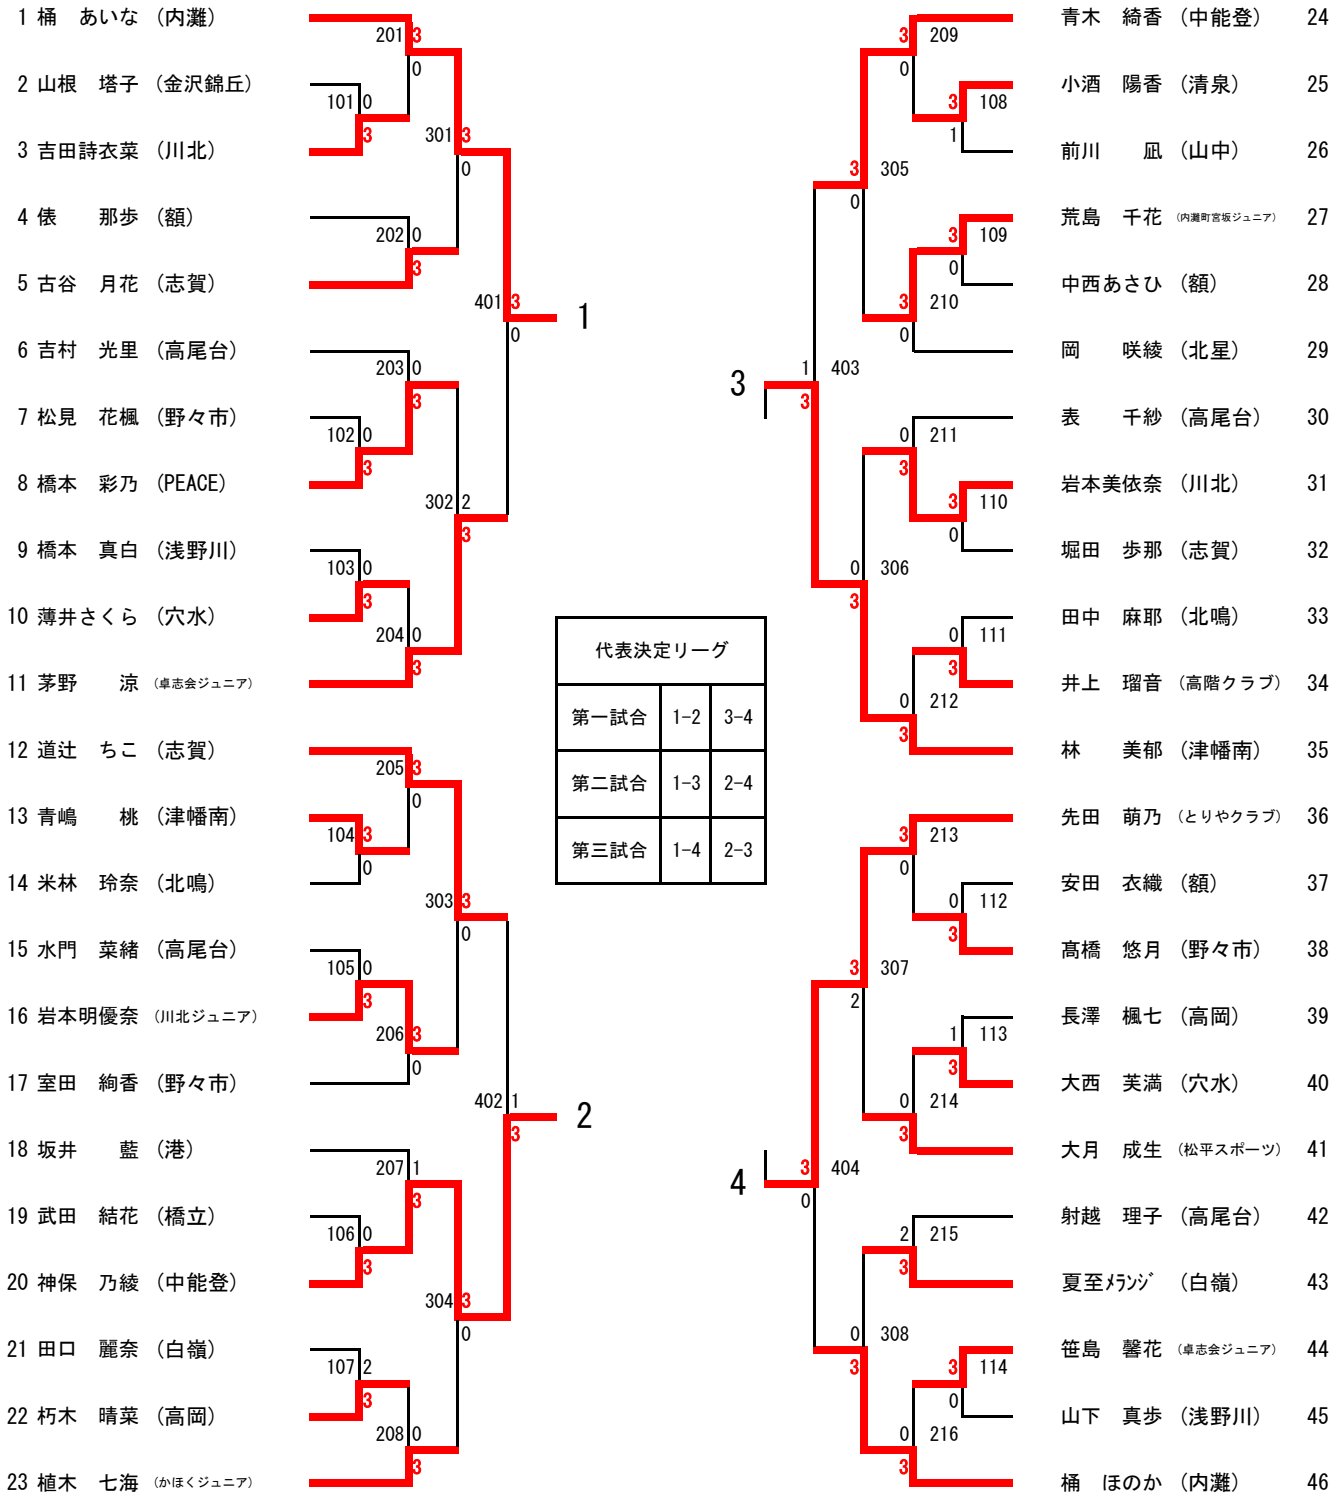 1 桶　あいな （内灘）
201 3
0
2 山根　塔子 （金沢錦丘）
101 0
3
3 吉田詩衣菜 （川北）
301 3
0
4 俵　　那歩 （額）
202 0
3
5 古谷　月花 （志賀）
401 3
0
1
6 吉村　光里 （高尾台）
203 0
3
7 松見　花楓 （野々市）
102 0
3
8 橋本　彩乃 （PEACE）
302 2
3
9 橋本　真白 （浅野川）
103 0
3
10 薄井さくら （穴水）
204 0
3
11 茅野　　涼 （卓志会ジュニア）
12 道辻　ちこ （志賀）
205 3
0
13 青嶋　　桃 （津幡南）
104 3
0
14 米林　玲奈 （北鳴）
303 3
0
15 水門　菜緒 （高尾台）
105 0
3
16 岩本明優奈 （川北ジュニア）
206 3
0
17 室田　絢香 （野々市）
402 1
3
2
18 坂井　　藍 （港）
207 1
3
19 武田　結花 （橋立）
106 0
3
20 神保　乃綾 （中能登）
304 3
0
21 田口　麗奈 （白嶺）
107 2
3
22 朽木　晴菜 （高岡）
208 0
3
23 植木　七海 （かほくジュニア）
代表決定リーグ
第一試合 1-2 3-4
第二試合 1-3 2-4
第三試合 1-4 2-3
青木　綺香 （中能登） 24
3 209
0
小酒　陽香 （清泉） 25
3 108
1
前川　　凪 （山中） 26
3 305
0
荒島　千花 （内灘町宮坂ジュニア） 27
3 109
0
中西あさひ （額） 28
3 210
0
岡　　咲綾 （北星） 29
1 403
3
3
表　　千紗 （高尾台） 30
0 211
3
岩本美依奈 （川北） 31
3 110
0
堀田　歩那 （志賀） 32
0 306
3
田中　麻耶 （北鳴） 33
0 111
3
井上　瑠音 （高階クラブ） 34
0 212
3
林　　美郁 （津幡南） 35
先田　萌乃 （とりやクラブ） 36
3 213
0
安田　衣織 （額） 37
0 112
3
髙橋　悠月 （野々市） 38
3 307
2
長澤　楓七 （高岡） 39
1 113
3
大西　芙満 （穴水） 40
0 214
3
大月　成生 （松平スポーツ） 41
3 404
0
4
射越　理子 （高尾台） 42
2 215
3
夏至ﾒﾗﾝｼﾞ （白嶺） 43
0 308
3
笹島　馨花 （卓志会ジュニア） 44
3 114
0
山下　真歩 （浅野川） 45
0 216
3
桶　ほのか （内灘） 46